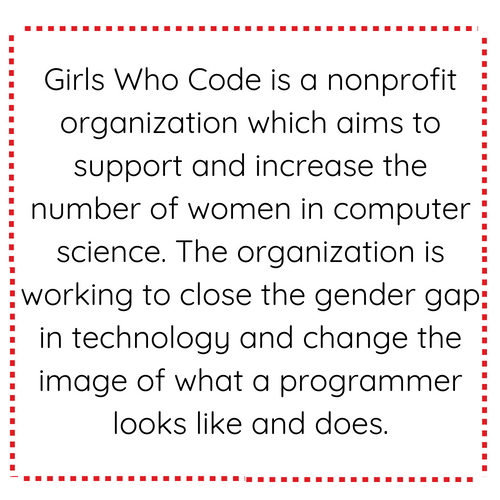 Girls Who Code is a nonprofit
organization which aims to
support and increase the
number of women in computer
science. The organization is
working to close the gender gap
in technology and change the
image of what a programmer
looks like and does.